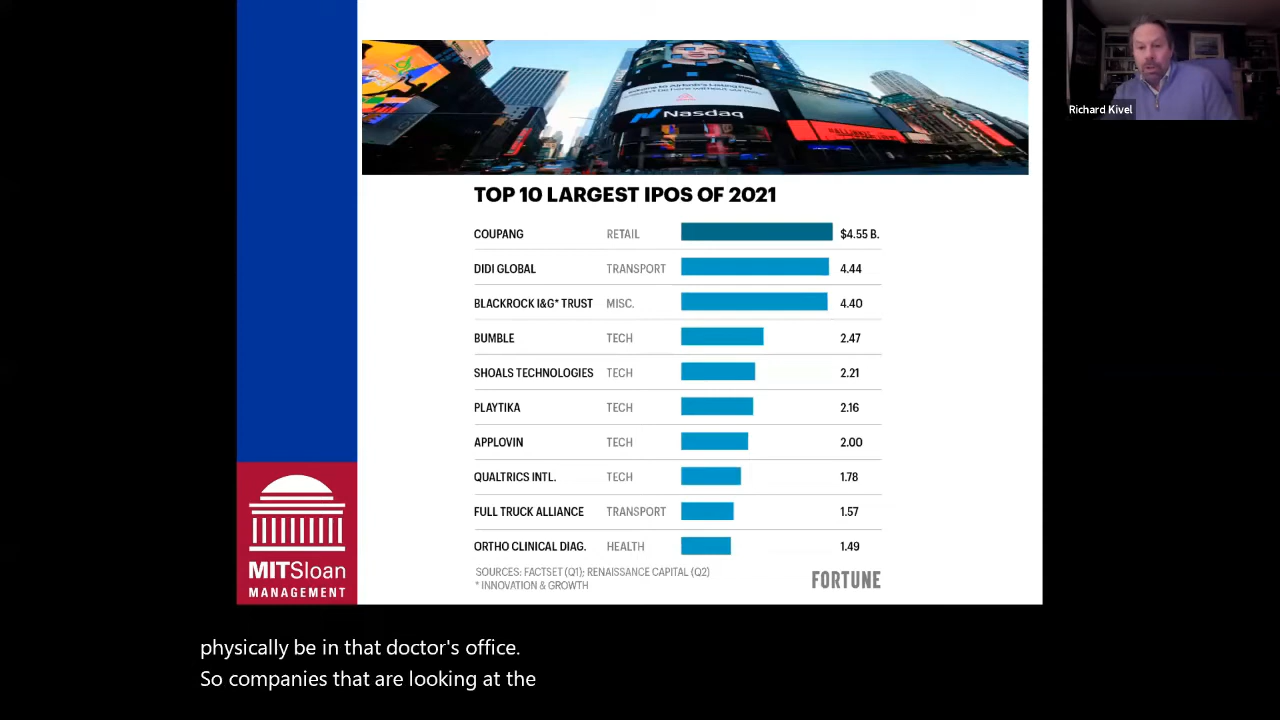 Nasdaq
Richard Kivel
TOP 10 LARGEST IPOS OF 2021
COUPANG RETAIL $4.55 B.
DIDI GLOBAL TRANSPORT 4.44
BLACKROCK I&G* TRUST MISC. 4.40
BUMBLE TECH 2.47
SHOALS TECHNOLOGIES TECH 2.21
PLAYTIKA TECH 2.16
APPLOVIN TECH 2.00
QUALTRICS INTL. TECH 1.78
FULL TRUCK ALLIANCE TRANSPORT 1.57
ORTHO CLINICAL DIAG. HEALTH 1.49
SOURCES: FACTSET (Q1); RENAISSANCE CAPITAL (Q2)
* INNOVATION & GROWTH
FORTUNE
MITSloan
MANAGEMENT
physically be in that doctor's office.
So companies that are looking at the